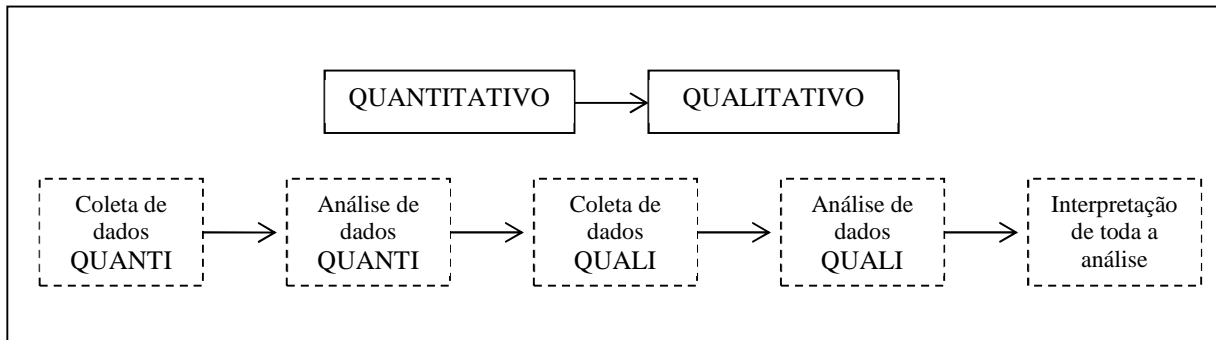 QUANTITATIVO
QUALITATIVO
Coleta de
dados
QUANTI
Análise de
dados
QUANTI
Coleta de
dados
QUALI
Análise de
dados
QUALI
Interpretação
de toda a
análise